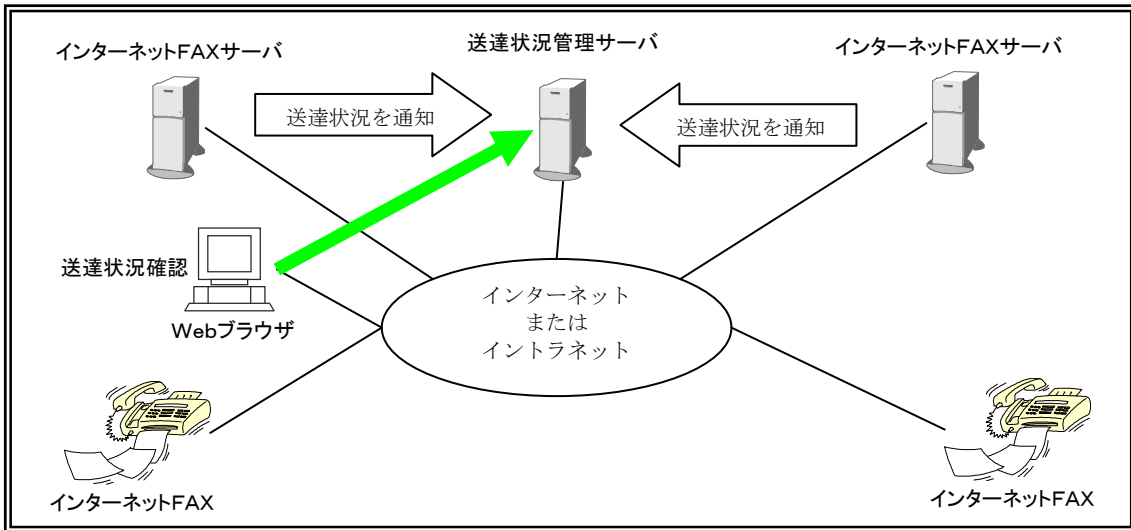 インターネットFAXサーバ
送達状況管理サーバ
インターネットFAXサーバ
送達状況を通知
送達状況を通知
送達状況確認
Webブラウザ
インターネット
または
イントラネット
インターネットFAX
インターネットFAX